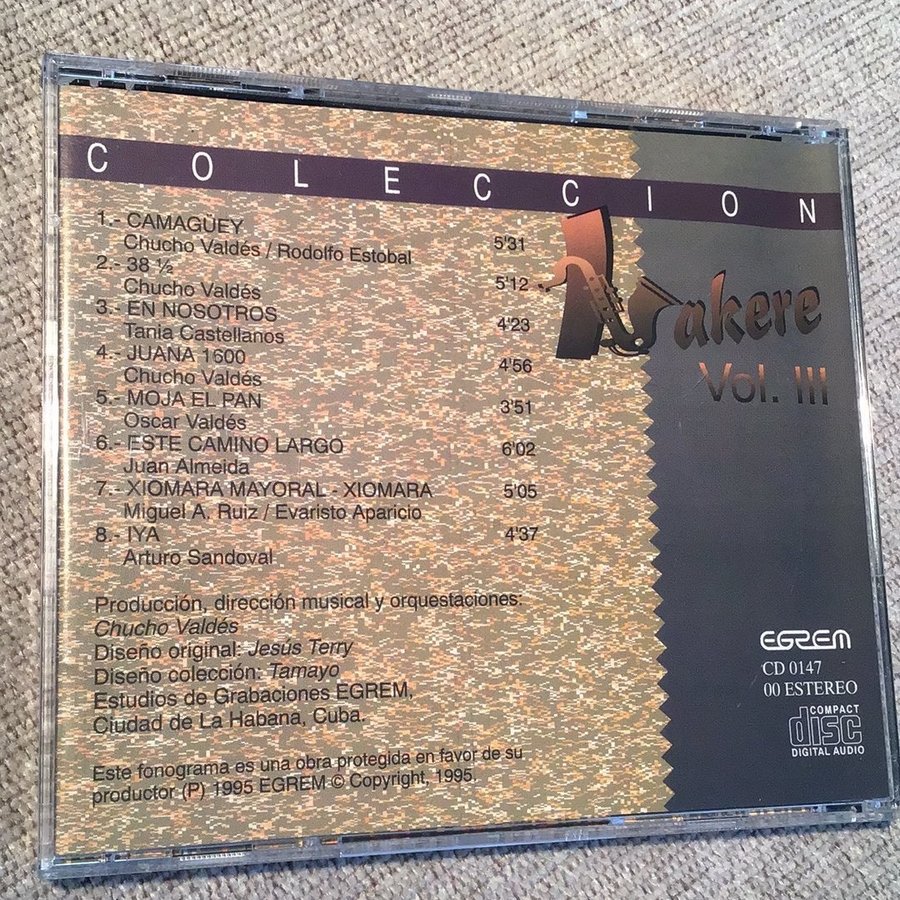 COLECCION
1.- CAMAGÜEY
Chucho Valdés / Rodolfo Estobal 5'31
2.- 38 ½
Chucho Valdés 5'12
3.- EN NOSOTROS
Tania Castellanos 4'23
4.- JUANA 1600
Chucho Valdés 4'56
5.- MOJA EL PAN
Oscar Valdés 3'51
6.- ESTE CAMINO LARGO 6'02
Juan Almeida
7.- XIOMARA MAYORAL - XIOMARA 5'05
Miguel A. Ruiz / Evaristo Aparicio
8.- IYA 4'37
Arturo Sandoval
Irakere
Vol. III
Producción, dirección musical y orquestaciones:
Chucho Valdés
Diseño original: Jesús Terry
Diseño colección: Tamayo
Estudios de Grabaciones EGREM,
Ciudad de La Habana, Cuba.
Este fonograma es una obra protegida en favor de su
productor (P) 1995 EGREM © Copyright, 1995.
EGREM
CD 0147
00 ESTEREO
COMPACT
disc
DIGITAL AUDIO